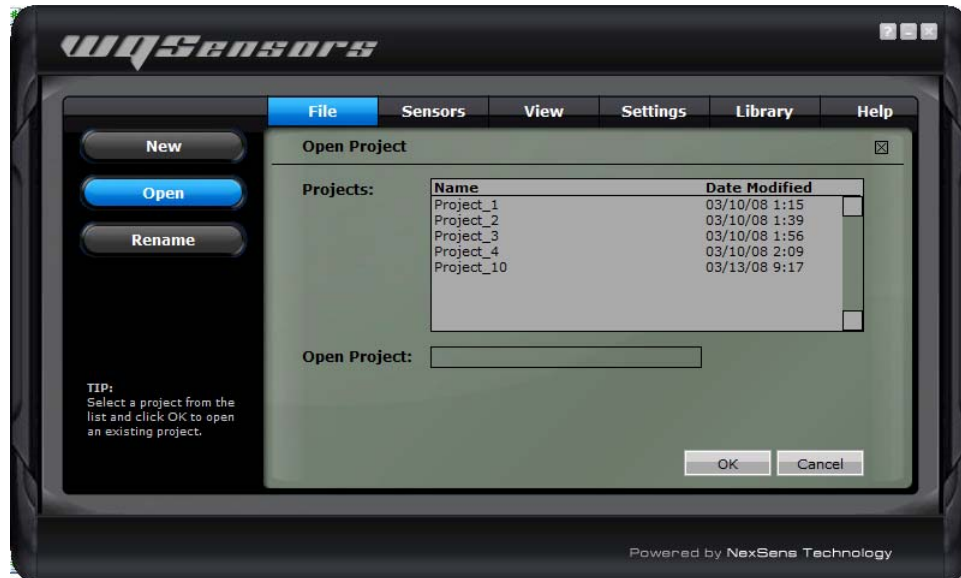 WQSensors
? - X
File Sensors View Settings Library Help
New
Open
Rename
TIP:
Select a project from the
list and click OK to open
an existing project.
Open Project
Projects:
Name Date Modified
Project_1 03/10/08 1:15
Project_2 03/10/08 1:39
Project_3 03/10/08 1:56
Project_4 03/10/08 2:09
Project_10 03/13/08 9:17
Open Project:
OK Cancel
Powered by NexSens Technology